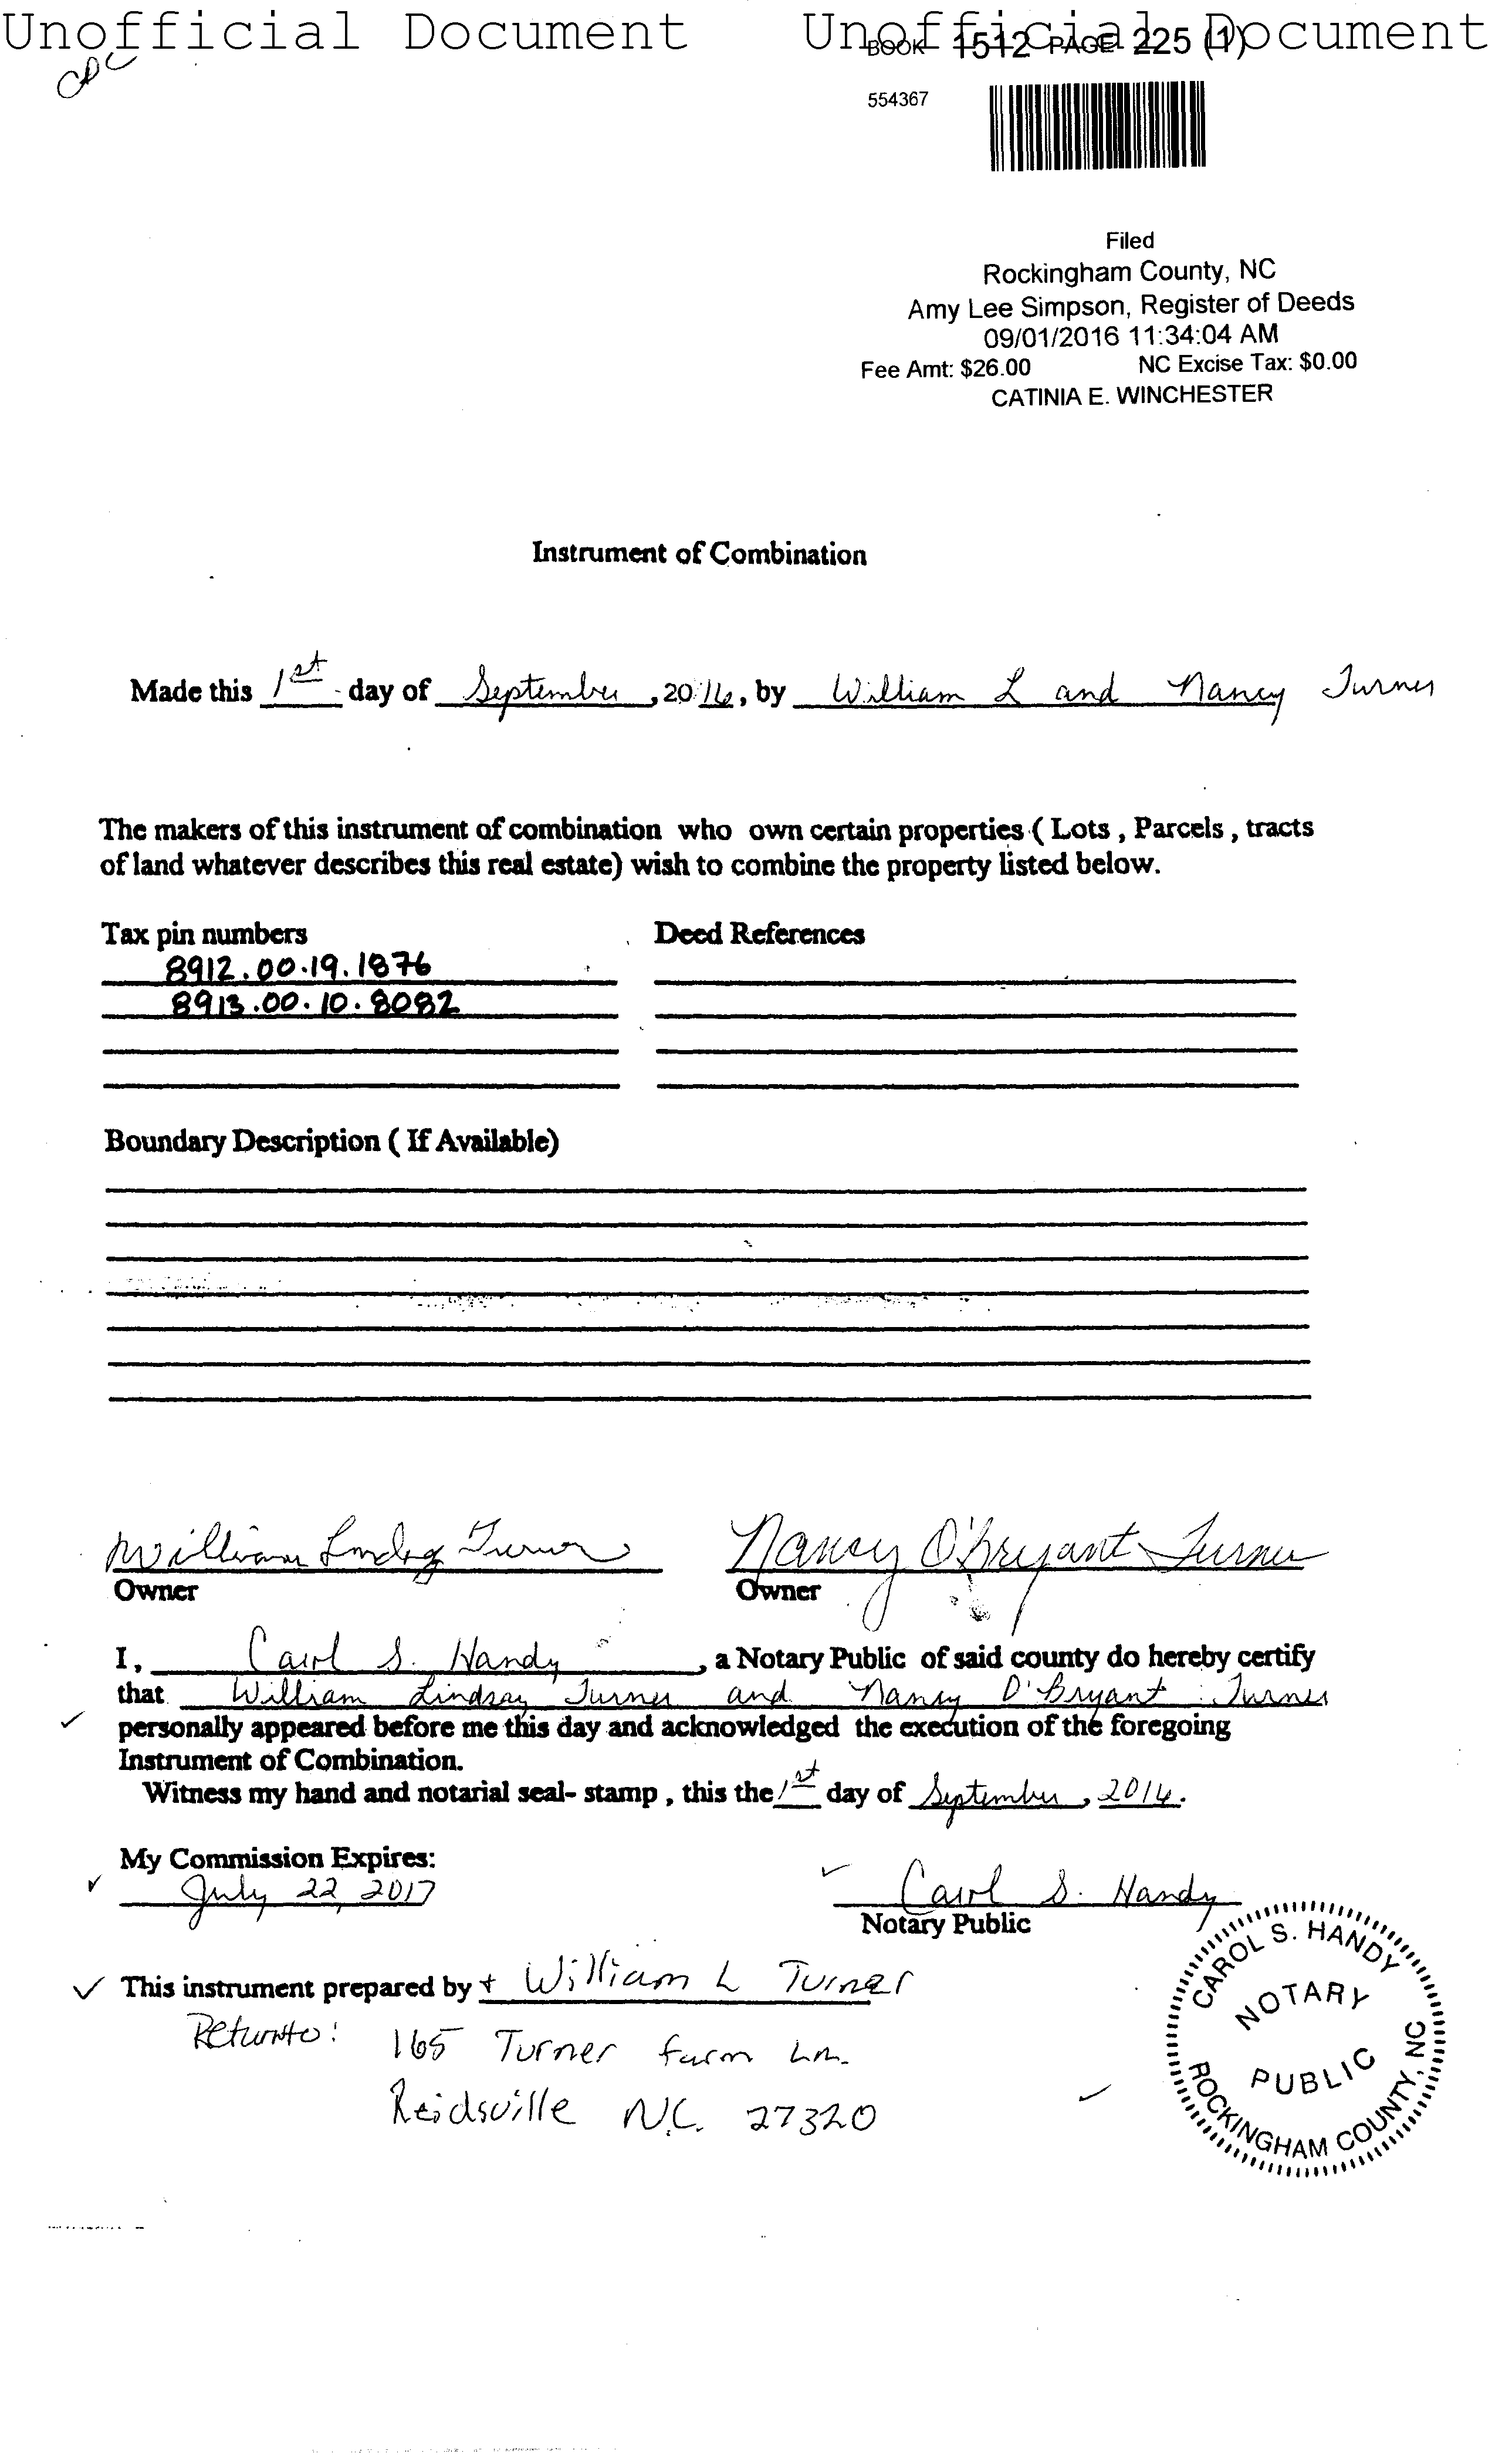 Unofficial Document Unofficial Document
CDC
BOOK 1512 PAGE 225 (1)
554367
Filed
Rockingham County, NC
Amy Lee Simpson, Register of Deeds
09/01/2016 11:34:04 AM
Fee Amt: $26.00 NC Excise Tax: $0.00
CATINIA E. WINCHESTER
Instrument of Combination
Made this 1st day of September, 2016, by William L and Nancy Turner
The makers of this instrument of combination who own certain properties ( Lots , Parcels , tracts
of land whatever describes this real estate) wish to combine the property listed below.
Tax pin numbers Deed References
8912.00.19.1876
8913.00.10.8082
Boundary Description ( If Available)
William Lindsay Turner Nancy O'Bryant Turner
Owner Owner
I, Carol S. Handy, a Notary Public of said county do hereby certify
that William Lindsay Turner and Nancy O'Bryant Turner
personally appeared before me this day and acknowledged the execution of the foregoing
Instrument of Combination.
Witness my hand and notarial seal- stamp , this the 1st day of September, 2016.
My Commission Expires:
July 22, 2017 Carol S. Handy
Notary Public
This instrument prepared by + William L Turner
Return to: 165 Turner Farm Ln.
Reidsville N.C. 27320
CAROL S. HANDY
NOTARY
PUBLIC
ROCKINGHAM COUNTY, NC